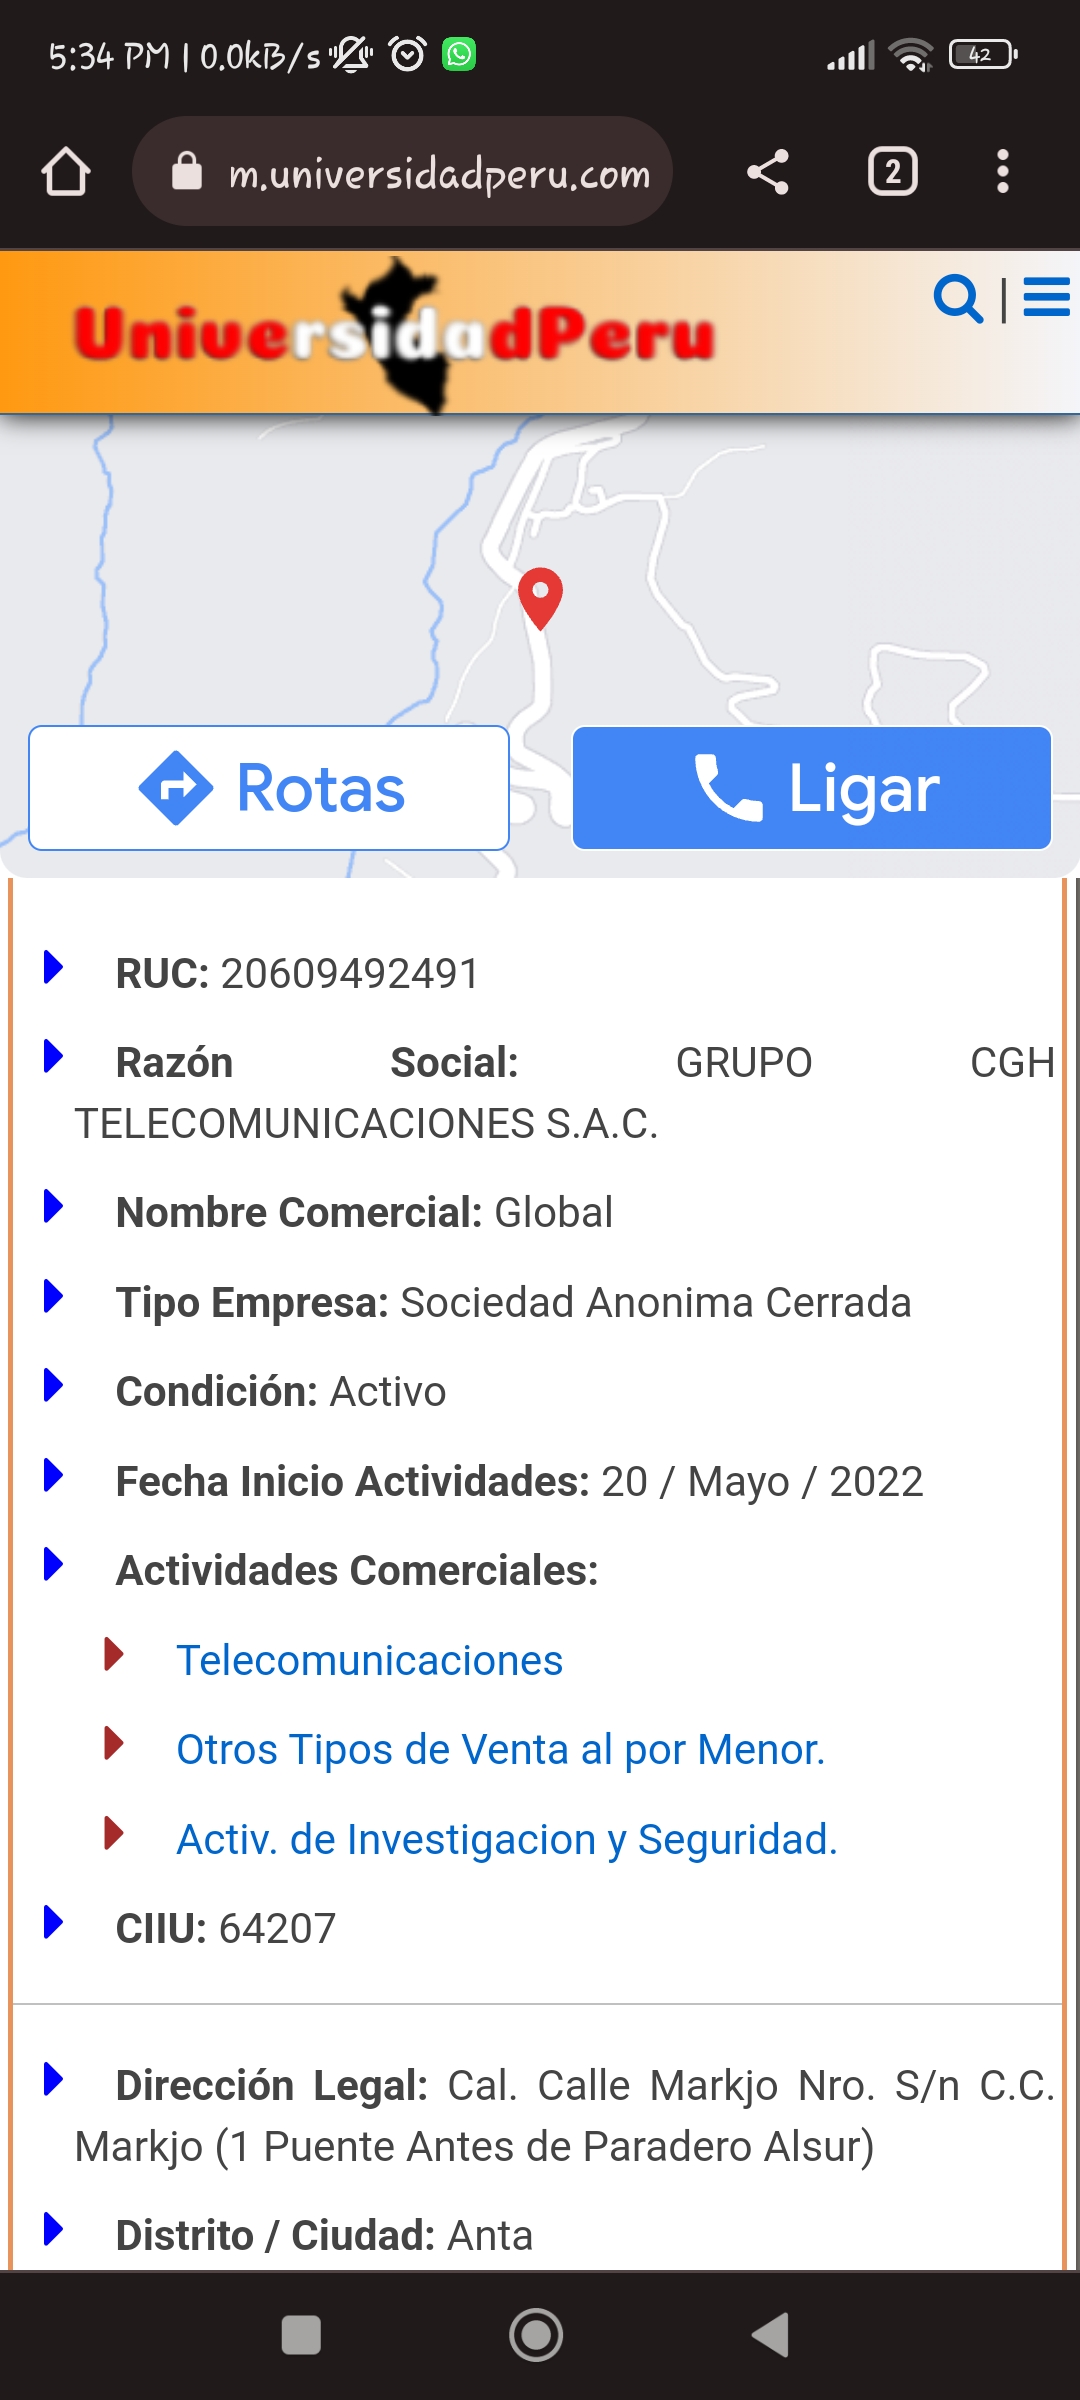 5:34 PM | 0.0kB/s
42
m.universidadperu.com
2
UniversidadPeru
|
Rotas
Ligar
RUC: 20609492491
Razón Social: GRUPO CGH
TELECOMUNICACIONES S.A.C.
Nombre Comercial: Global
Tipo Empresa: Sociedad Anonima Cerrada
Condición: Activo
Fecha Inicio Actividades: 20 / Mayo / 2022
Actividades Comerciales:
Telecomunicaciones
Otros Tipos de Venta al por Menor.
Activ. de Investigacion y Seguridad.
CIIU: 64207
Dirección Legal: Cal. Calle Markjo Nro. S/n C.C.
Markjo (1 Puente Antes de Paradero Alsur)
Distrito / Ciudad: Anta